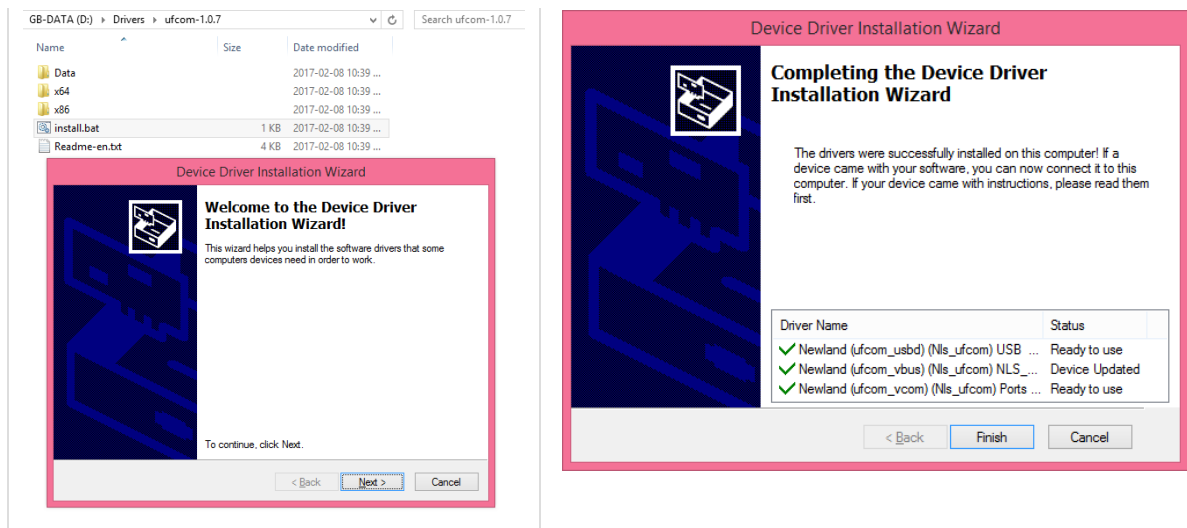 GB-DATA (D:) › Drivers › ufcom-1.0.7 Search ufcom-1.0.7
Name Size Date modified
Data 2017-02-08 10:39 ...
x64 2017-02-08 10:39 ...
x86 2017-02-08 10:39 ...
install.bat 1 KB 2017-02-08 10:39 ...
Readme-en.txt 4 KB 2017-02-08 10:39 ...
Device Driver Installation Wizard
Welcome to the Device Driver
Installation Wizard!
This wizard helps you install the software drivers that some
computers devices need in order to work.
To continue, click Next.
< Back Next > Cancel
Device Driver Installation Wizard
Completing the Device Driver
Installation Wizard
The drivers were successfully installed on this computer! If a
device came with your software, you can now connect it to this
computer. If your device came with instructions, please read them
first.
Driver Name Status
Newland (ufcom_usbd) (Nls_ufcom) USB ... Ready to use
Newland (ufcom_vbus) (Nls_ufcom) NLS_... Device Updated
Newland (ufcom_vcom) (Nls_ufcom) Ports ... Ready to use
< Back Finish Cancel